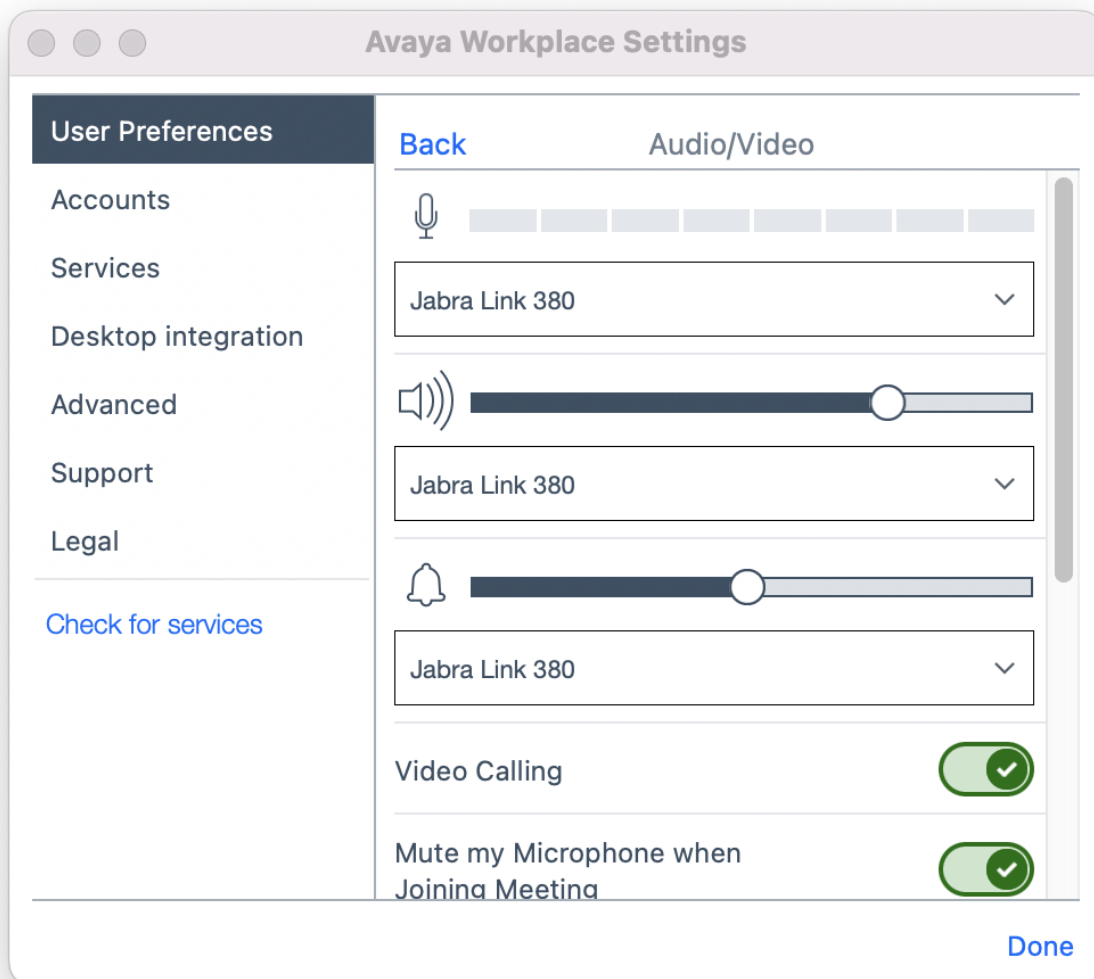 Avaya Workplace Settings
User Preferences
Accounts
Services
Desktop integration
Advanced
Support
Legal
Check for services
Back
Audio/Video
Jabra Link 380
Jabra Link 380
Jabra Link 380
Video Calling
Mute my Microphone when
Joining Meeting
Done